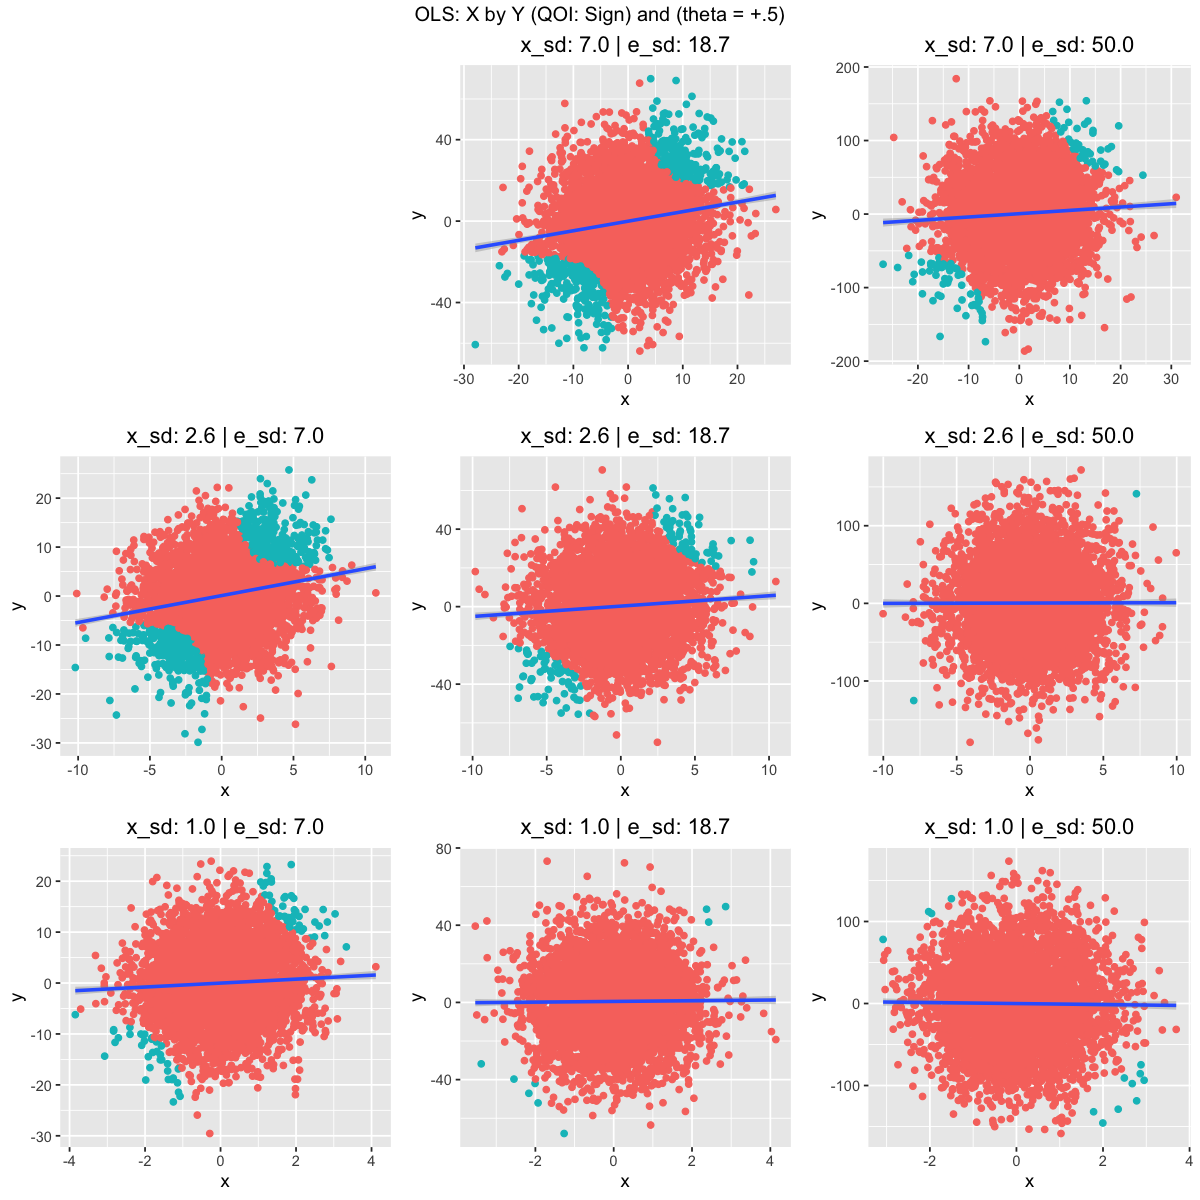 OLS: X by Y (QOI: Sign) and (theta = +.5)
x_sd: 7.0 | e_sd: 18.7
x_sd: 7.0 | e_sd: 50.0
y
40
0
-40
-30 -20 -10 0 10 20
x
y
200
100
0
-100
-200
-20 -10 0 10 20 30
x
x_sd: 2.6 | e_sd: 7.0
x_sd: 2.6 | e_sd: 18.7
x_sd: 2.6 | e_sd: 50.0
y
20
10
0
-10
-20
-30
-10 -5 0 5 10
x
y
40
0
-40
-10 -5 0 5 10
x
y
100
0
-100
-10 -5 0 5 10
x
x_sd: 1.0 | e_sd: 7.0
x_sd: 1.0 | e_sd: 18.7
x_sd: 1.0 | e_sd: 50.0
y
20
10
0
-10
-20
-30
-4 -2 0 2 4
x
y
80
40
0
-40
-2 0 2 4
x
y
100
0
-100
-2 0 2 4
x